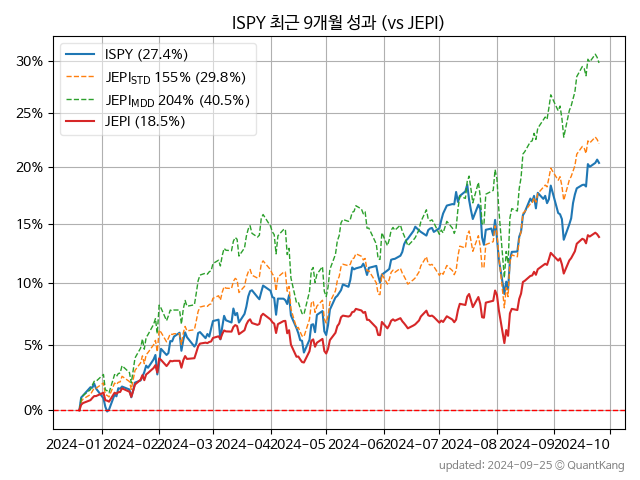 ISPY 최근 9개월 성과 (vs JEPI)
ISPY (27.4%)
JEPI_STD 155% (29.8%)
JEPI_MDD 204% (40.5%)
JEPI (18.5%)
30%
25%
20%
15%
10%
5%
0%
2024-01 2024-02 2024-03 2024-04 2024-05 2024-06 2024-07 2024-08 2024-09 2024-10
updated: 2024-09-25 © QuantKang